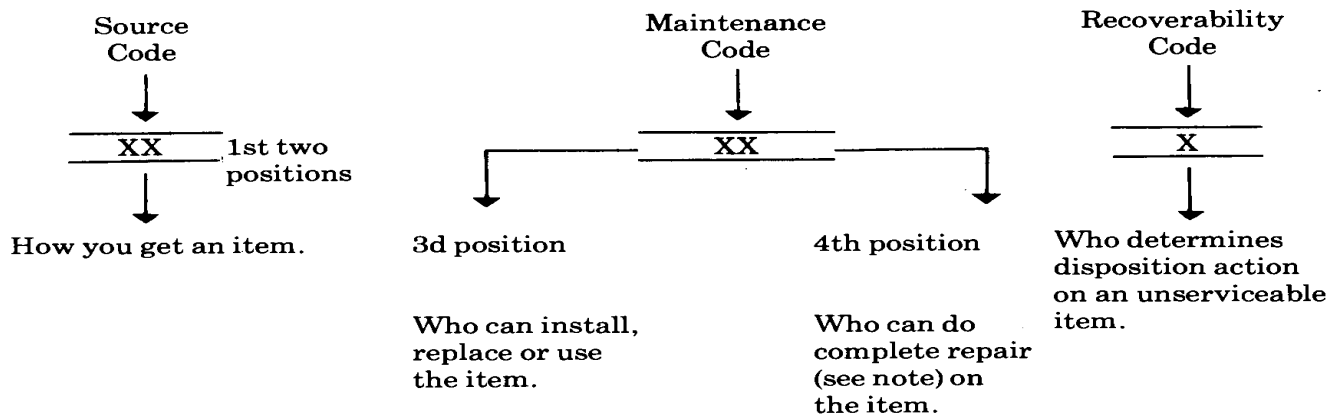 Source
Code
XX
1st two
positions
How you get an item.
Maintenance
Code
XX
3d position
Who can install,
replace or use
the item.
4th position
Who can do
complete repair
(see note) on
the item.
Recoverability
Code
X
Who determines
disposition action
on an unserviceable
item.